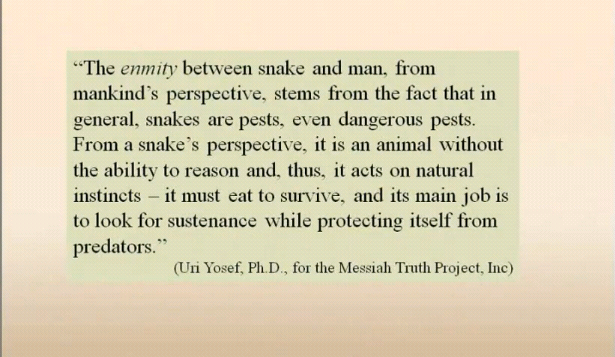 “The enmity between snake and man, from
mankind’s perspective, stems from the fact that in
general, snakes are pests, even dangerous pests.
From a snake’s perspective, it is an animal without
the ability to reason and, thus, it acts on natural
instincts – it must eat to survive, and its main job is
to look for sustenance while protecting itself from
predators.”
(Uri Yosef, Ph.D., for the Messiah Truth Project, Inc)